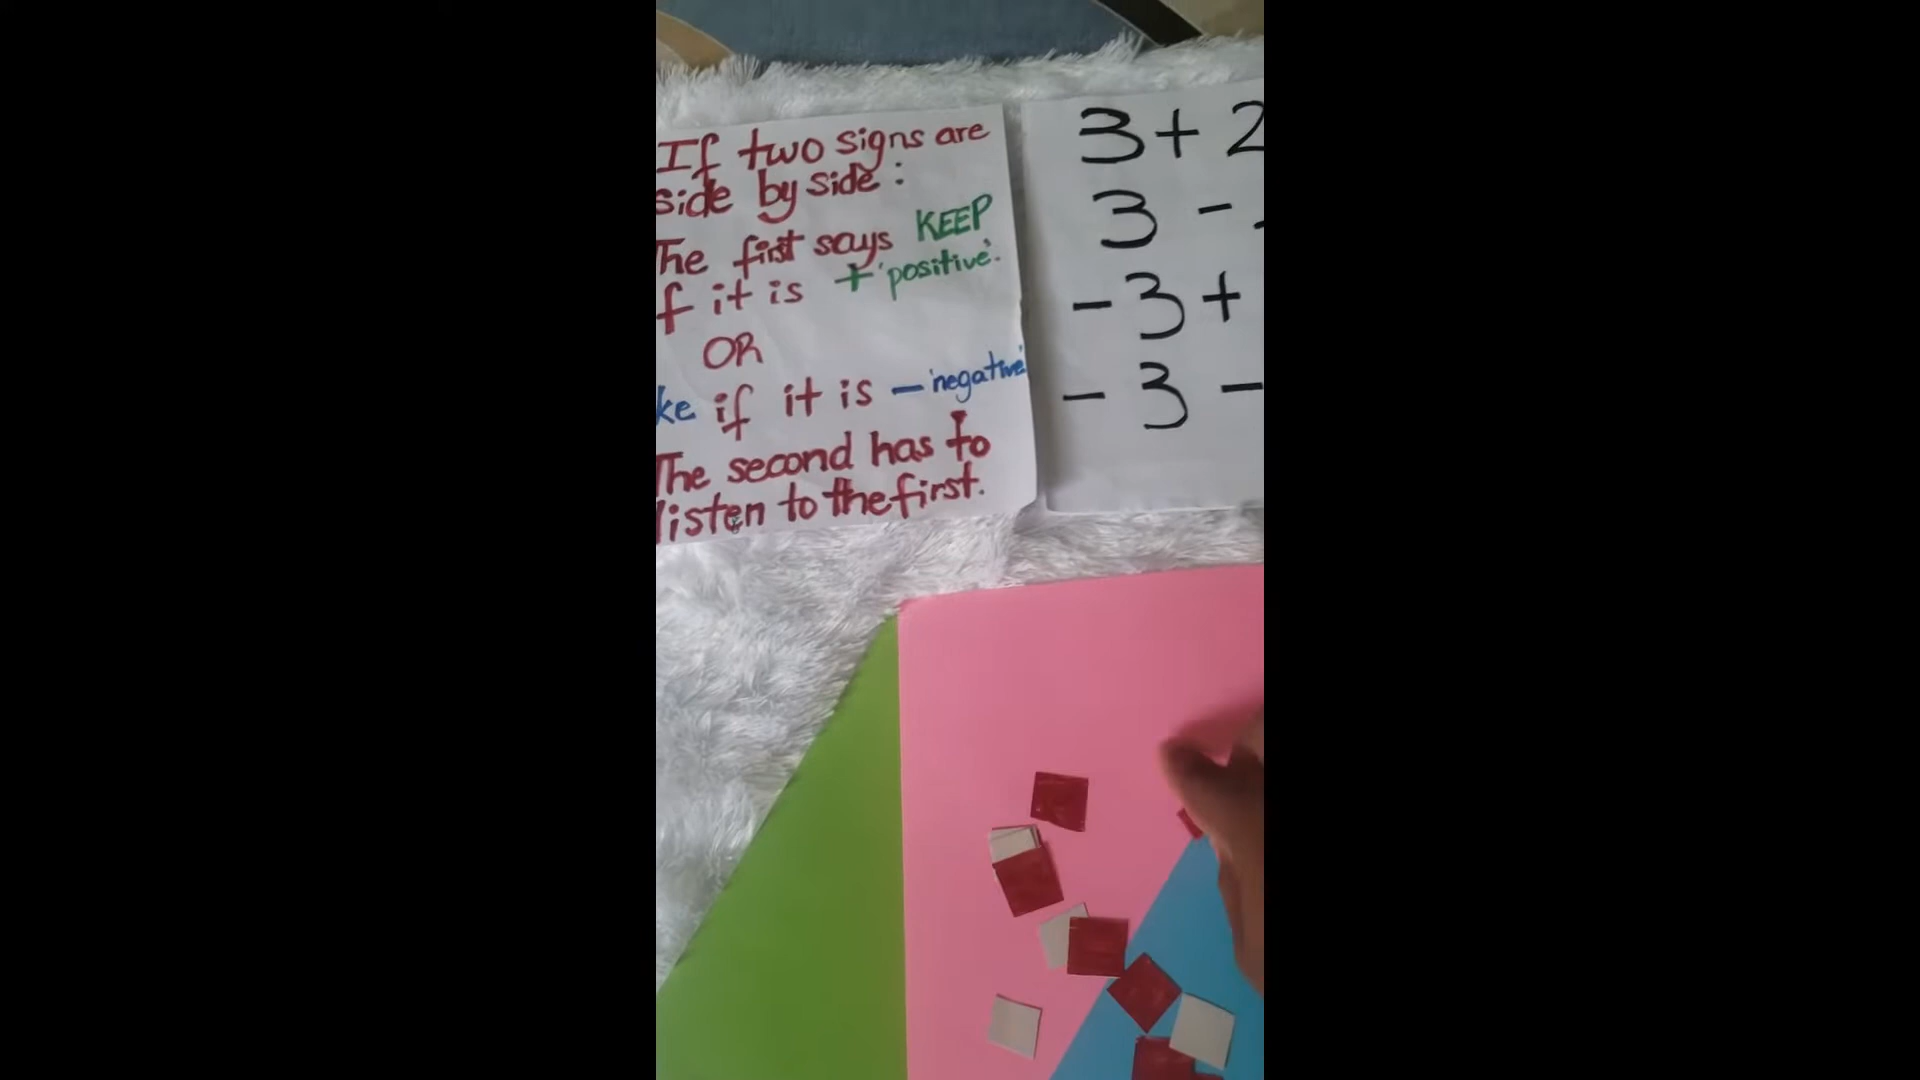 If two signs are
side by side:
The first says KEEP
f it is + 'positive'.
OR
ke if it is - 'negative'
The second has to
listen to the first.
3 + 2
3 -
- 3 +
- 3 -